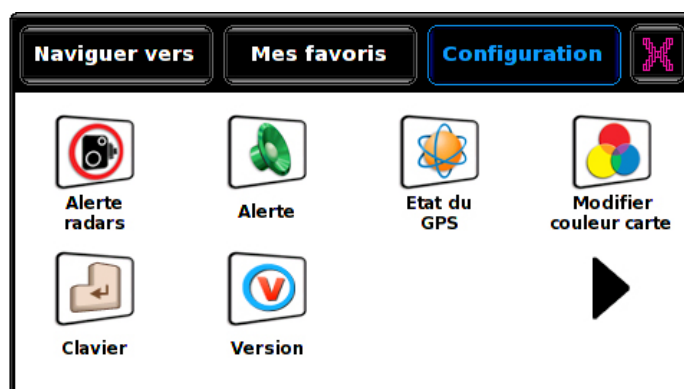 Naviguer vers
Mes favoris
Configuration
Alerte
radars
Alerte
Etat du
GPS
Modifier
couleur carte
Clavier
V
Version